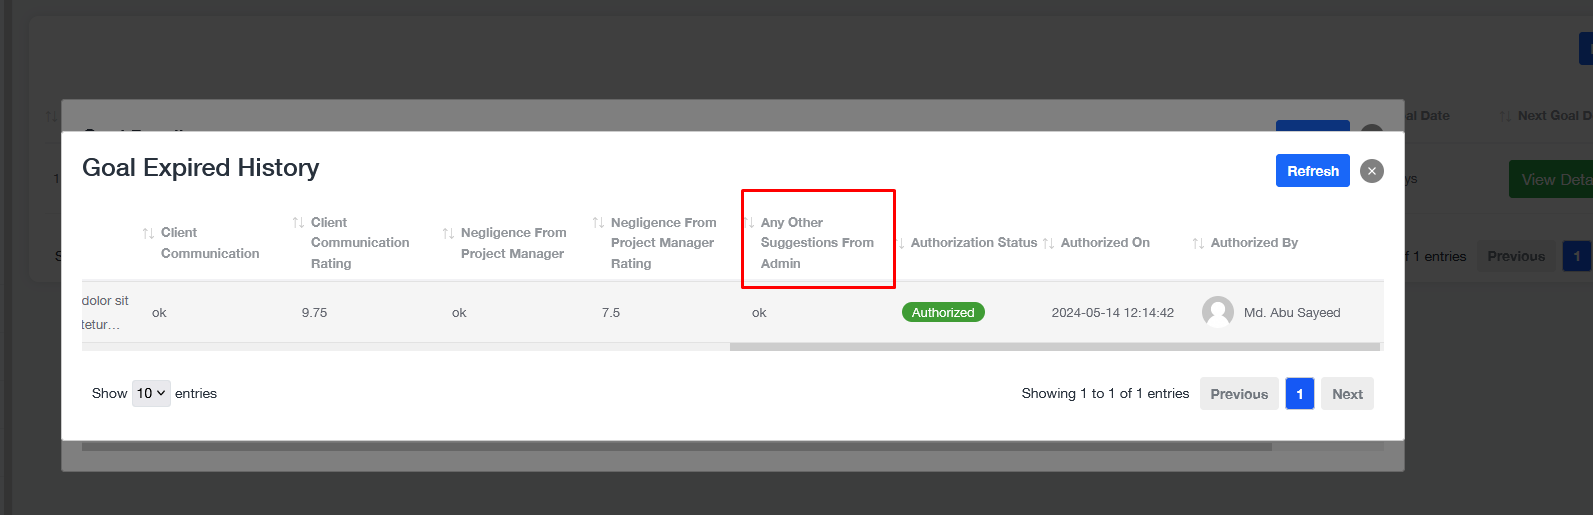 al Date
Next Goal D
1
ys
View Deta
Goal Expired History
Refresh
Client
Communication
Client
Communication
Rating
Negligence From
Project Manager
Negligence From
Project Manager
Rating
Any Other
Suggestions From
Admin
Authorization Status
Authorized On
Authorized By
dolor sit
tetur…
ok
9.75
ok
7.5
ok
Authorized
2024-05-14 12:14:42
Md. Abu Sayeed
Show 10 entries
Showing 1 to 1 of 1 entries
Previous
1
Next
f 1 entries
Previous
1